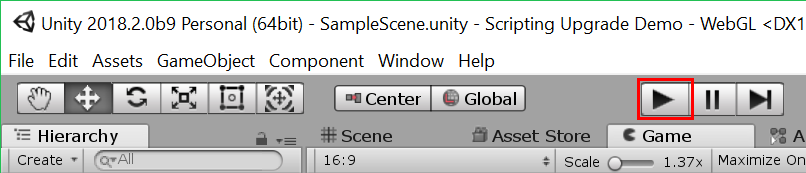 Unity 2018.2.0b9 Personal (64bit) - SampleScene.unity - Scripting Upgrade Demo - WebGL <DX1
File Edit Assets GameObject Component Window Help
Center Global
Hierarchy Scene Asset Store Game A
Create All 16:9 Scale 1.37x Maximize On